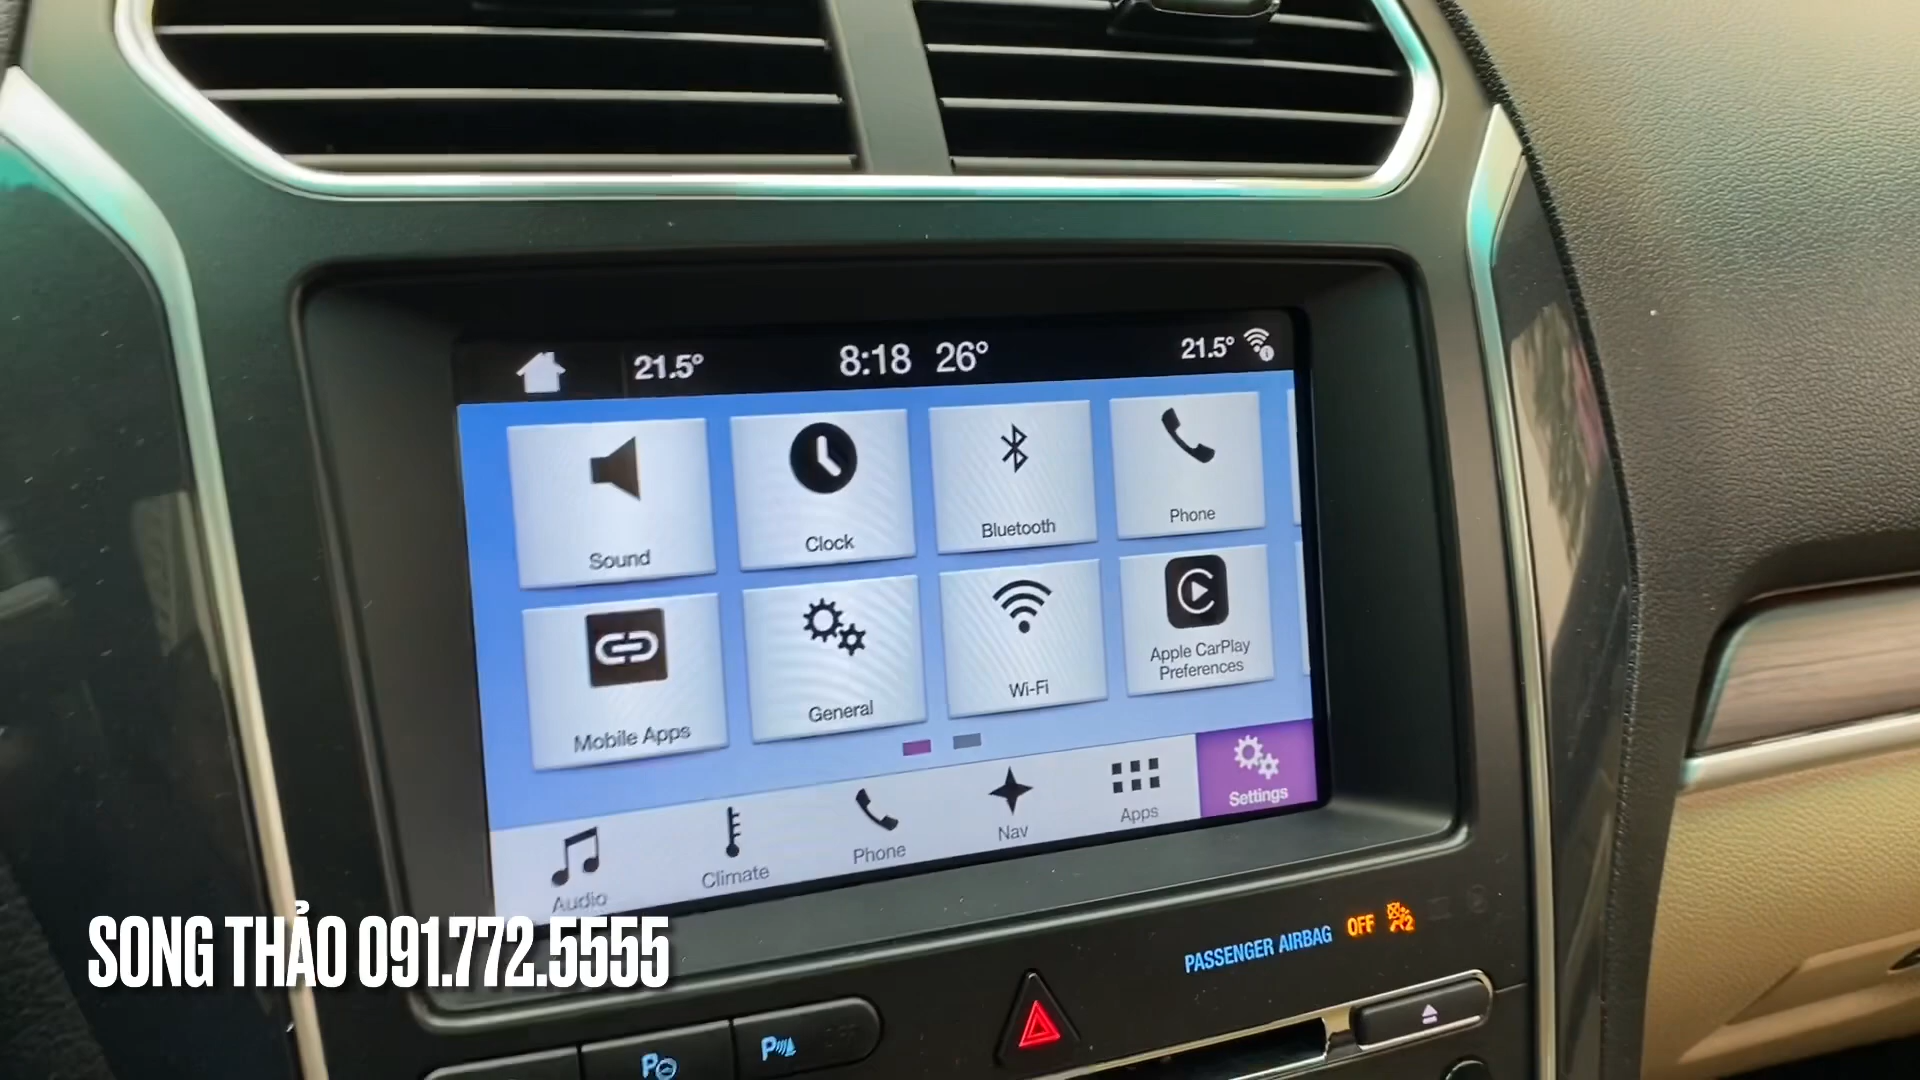 21.5° 8:18 26° 21.5°
Sound
Clock
Bluetooth
Phone
Mobile Apps
General
Wi-Fi
Apple CarPlay
Preferences
Audio
Climate
Phone
Nav
Apps
Settings
PASSENGER AIRBAG OFF
SONG THẢO 091.772.5555
P
P